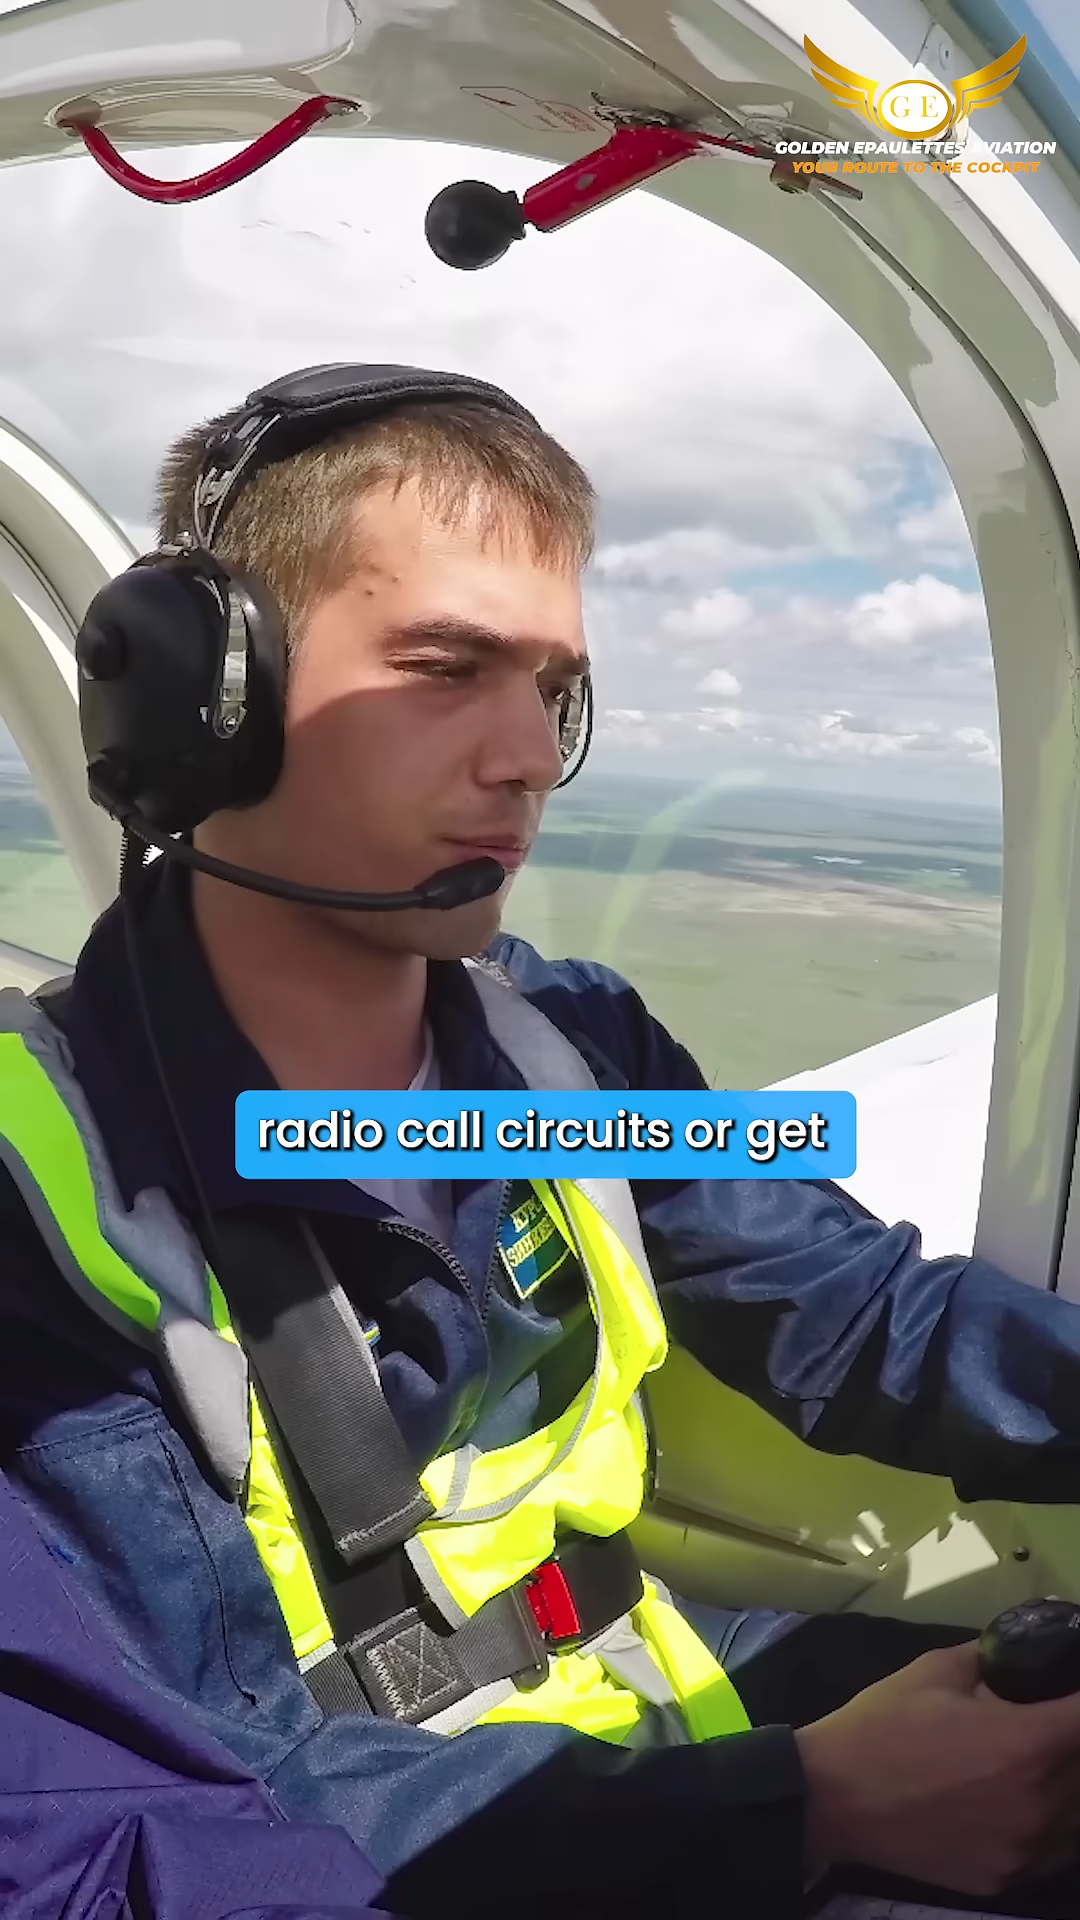 GE
GOLDEN EPAULETTES AVIATION
YOUR ROUTE TO THE COCKPIT
radio call circuits or get